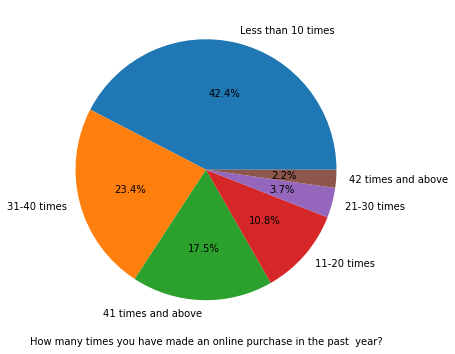 Less than 10 times
42.4%
2.2%
42 times and above
3.7%
21-30 times
23.4%
31-40 times
10.8%
17.5%
11-20 times
41 times and above
How many times you have made an online purchase in the past  year?